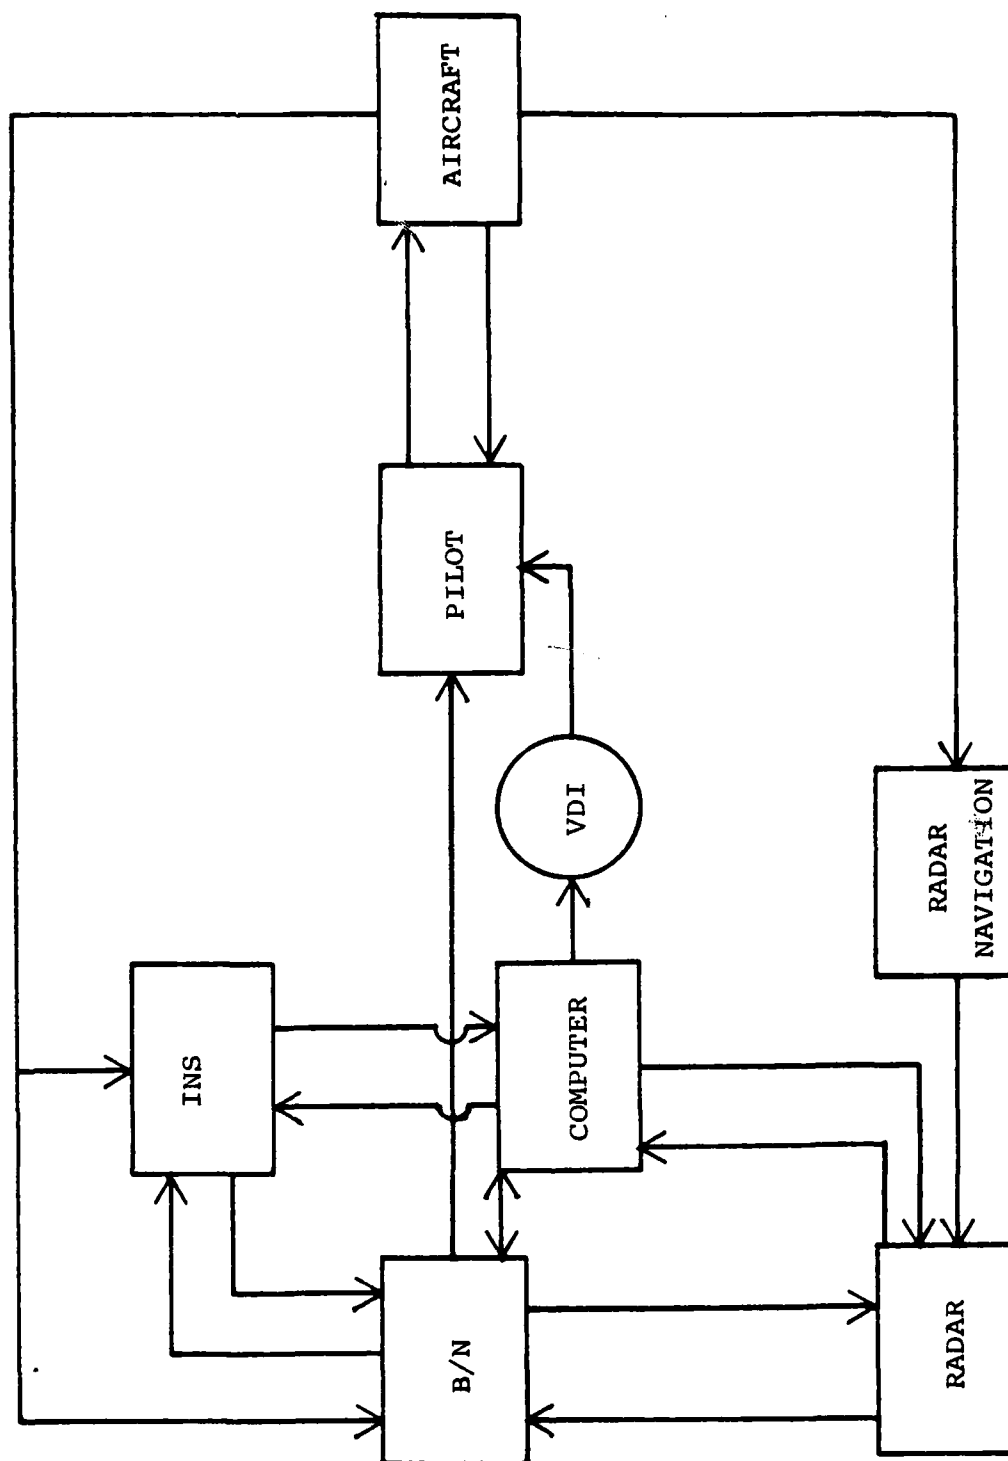 B/N
INS
COMPUTER
RADAR
VDI
PILOT
AIRCRAFT
RADAR
NAVIGATION